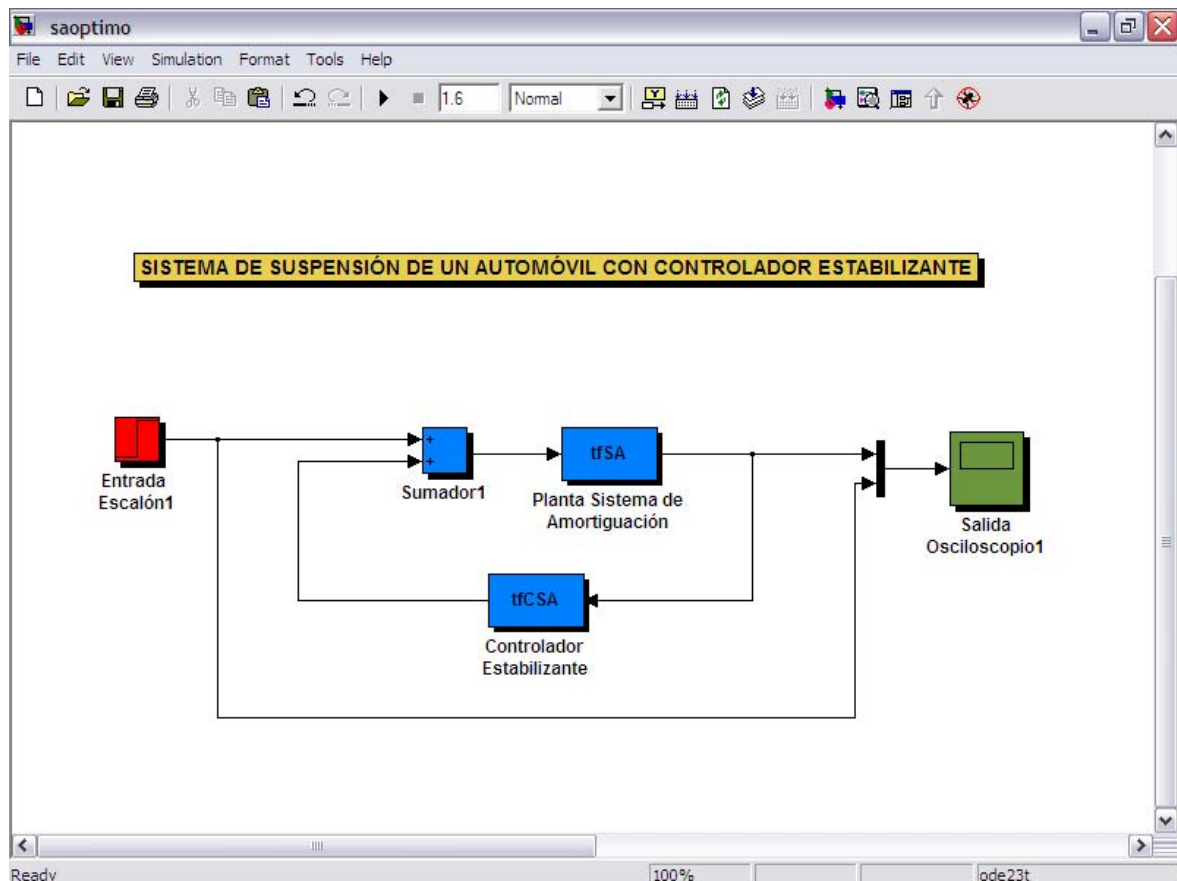 saoptimo
File Edit View Simulation Format Tools Help
1.6 Normal
SISTEMA DE SUSPENSIÓN DE UN AUTOMÓVIL CON CONTROLADOR ESTABILIZANTE
Entrada
Escalón1
+
+
Sumador1
tfSA
Planta Sistema de
Amortiguación
Salida
Osciloscopio1
tfCSA
Controlador
Estabilizante
Ready 100% ode23t